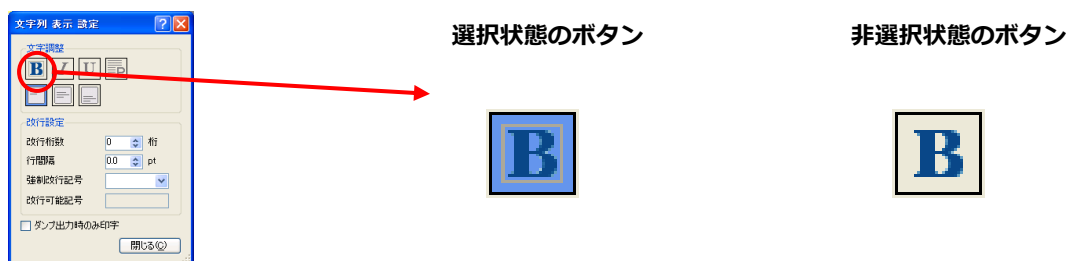 文字列 表示 設定
文字調整
B I U P
改行設定
改行桁数 0 桁
行間隔 0.0 pt
強制改行記号
改行可能記号
ダンプ出力時のみ印字
閉じる(C)
選択状態のボタン
B
非選択状態のボタン
B